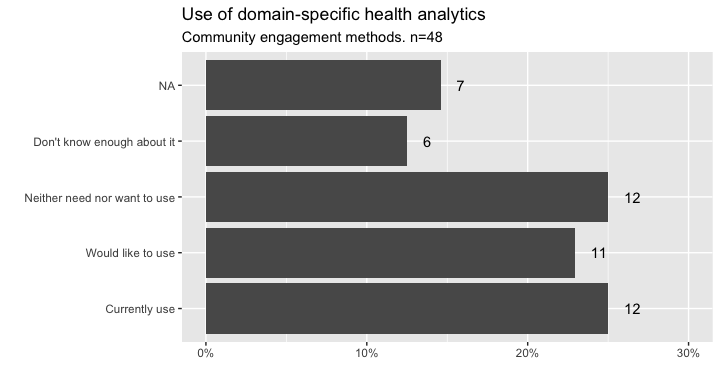 Use of domain-specific health analytics
Community engagement methods. n=48
NA
7
Don't know enough about it
6
Neither need nor want to use
12
Would like to use
11
Currently use
12
0%
10%
20%
30%